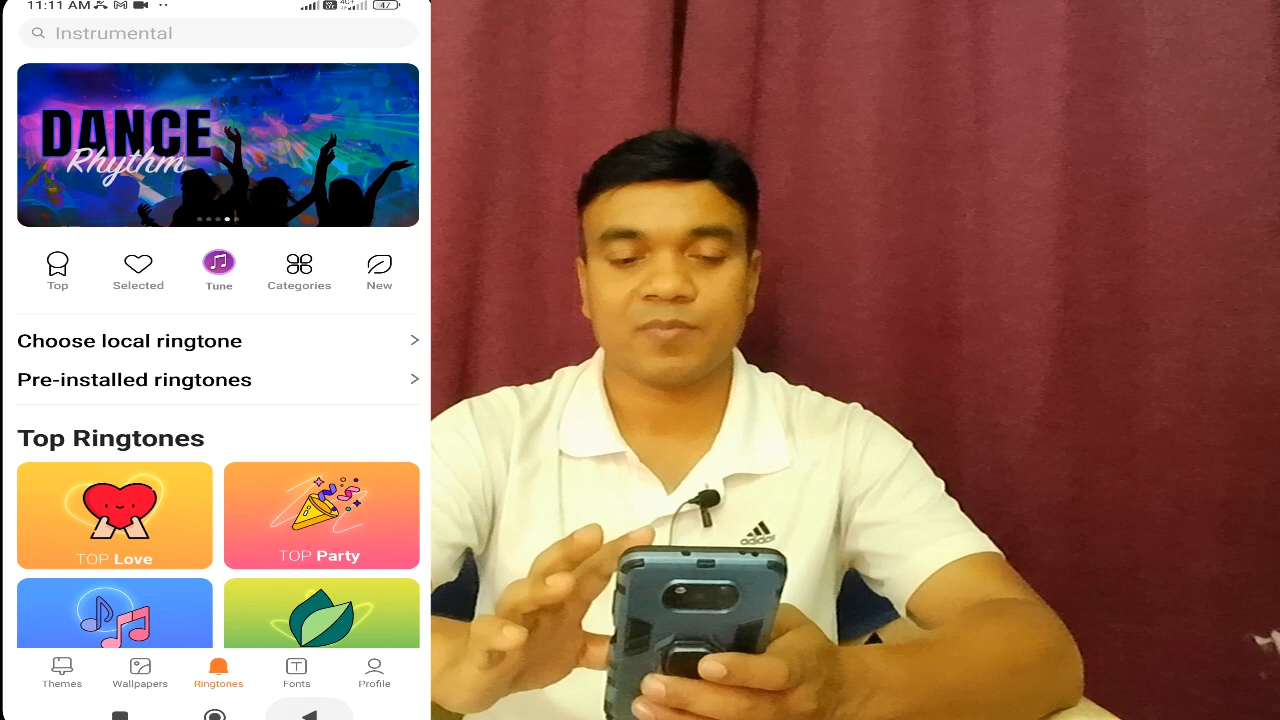 11:11 AM
47
Instrumental
DANCE
Rhythm
Top
Selected
Tune
Categories
New
Choose local ringtone
Pre-installed ringtones
Top Ringtones
TOP Love
TOP Party
Themes
Wallpapers
Ringtones
Fonts
Profile
adidas